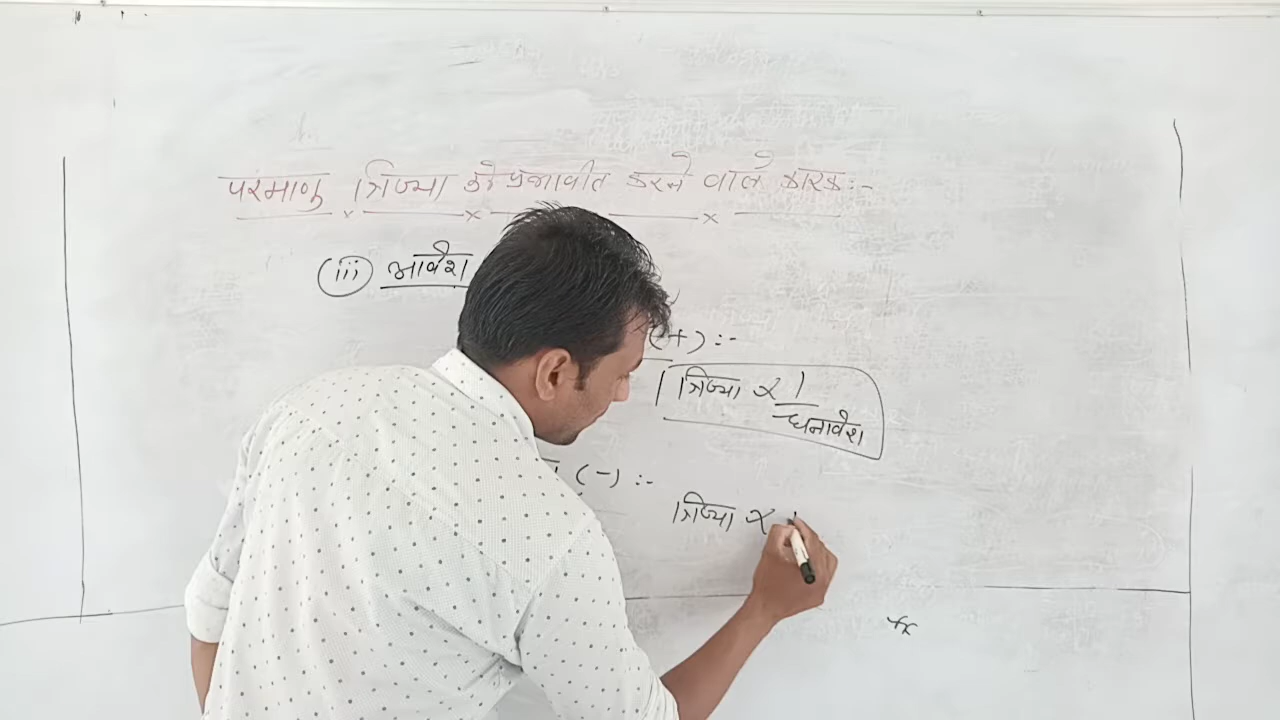 परमाणु त्रिज्या को प्रभावीत करने वाले कारक:-
(iii) आवेश
(+) :-
त्रिज्या ∝ 1/धनावेश
(-) :-
त्रिज्या ∝